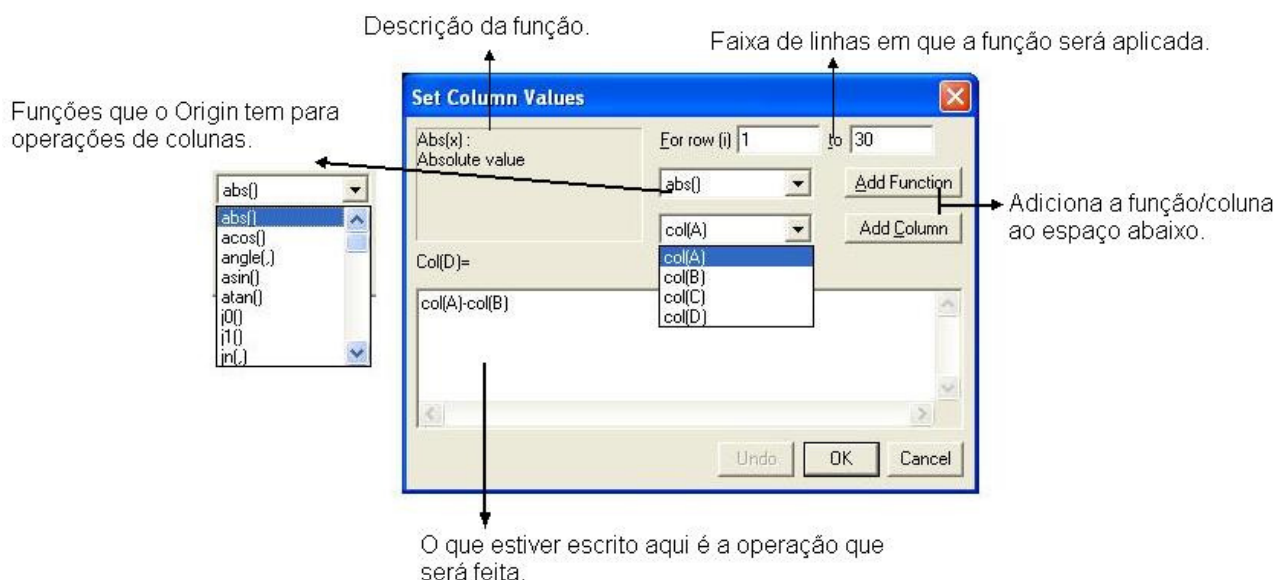 Descrição da função.
Faixa de linhas em que a função será aplicada.
Funções que o Origin tem para
operações de colunas.
Set Column Values
Abs(x) :
Absolute value
For row (i) 1 to 30
abs()
Add Function
col(A)
Add Column
Adiciona a função/coluna
ao espaço abaixo.
abs()
abs()
acos()
angle(,)
asin()
atan()
j0()
j1()
jn(,)
col(A)
col(B)
col(C)
col(D)
Col(D)=
col(A)-col(B)
Undo
OK
Cancel
O que estiver escrito aqui é a operação que
será feita.